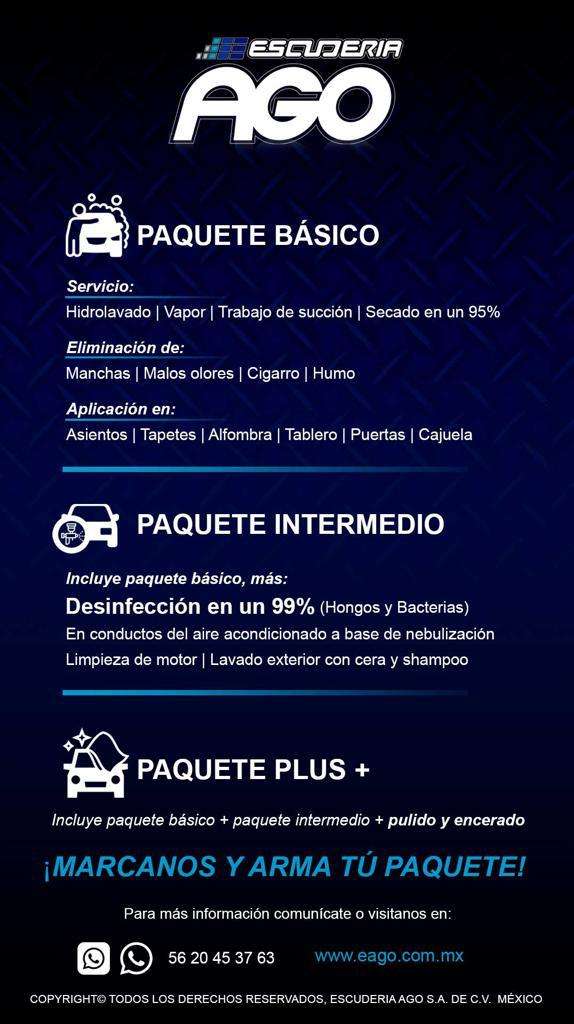 ESCUDERIA
AGO
PAQUETE BÁSICO
Servicio:
Hidrolavado | Vapor | Trabajo de succión | Secado en un 95%
Eliminación de:
Manchas | Malos olores | Cigarro | Humo
Aplicación en:
Asientos | Tapetes | Alfombra | Tablero | Puertas | Cajuela
PAQUETE INTERMEDIO
Incluye paquete básico, más:
Desinfección en un 99% (Hongos y Bacterias)
En conductos del aire acondicionado a base de nebulización
Limpieza de motor | Lavado exterior con cera y shampoo
PAQUETE PLUS +
Incluye paquete básico + paquete intermedio + pulido y encerado
¡MARCANOS Y ARMA TÚ PAQUETE!
Para más información comunícate o visitanos en:
56 20 45 37 63 www.eago.com.mx
COPYRIGHT© TODOS LOS DERECHOS RESERVADOS, ESCUDERIA AGO S.A. DE C.V. MÉXICO